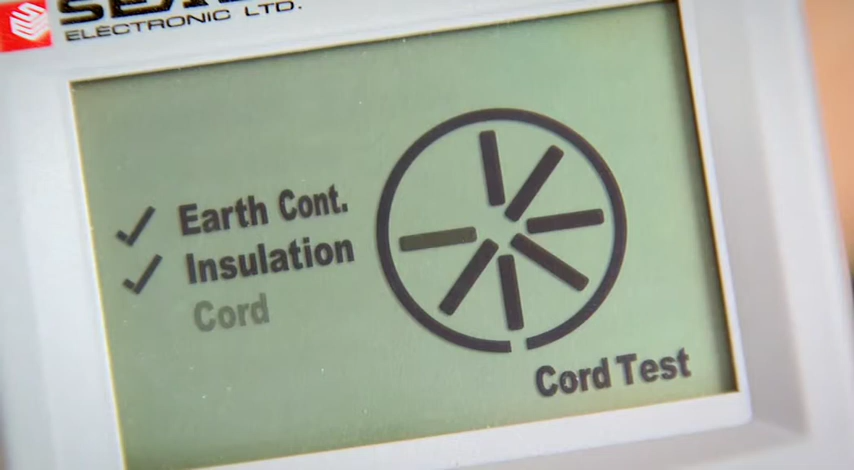 ELECTRONIC LTD.
Earth Cont.
Insulation
Cord
Cord Test